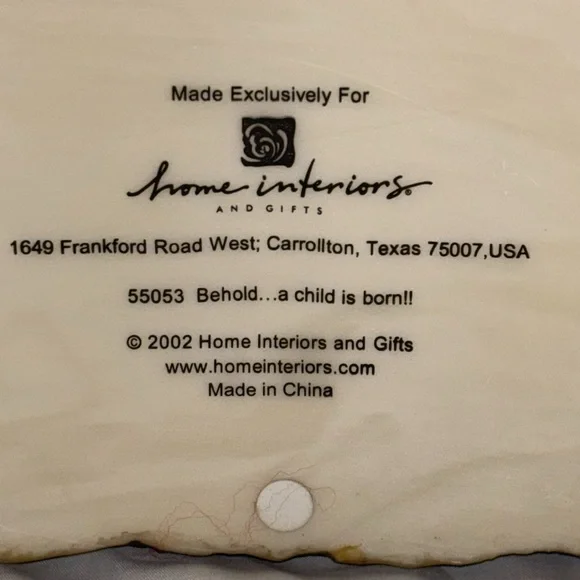 Made Exclusively For
home interiors®
AND GIFTS
1649 Frankford Road West; Carrollton, Texas 75007,USA
55053 Behold...a child is born!!
© 2002 Home Interiors and Gifts
www.homeinteriors.com
Made in China